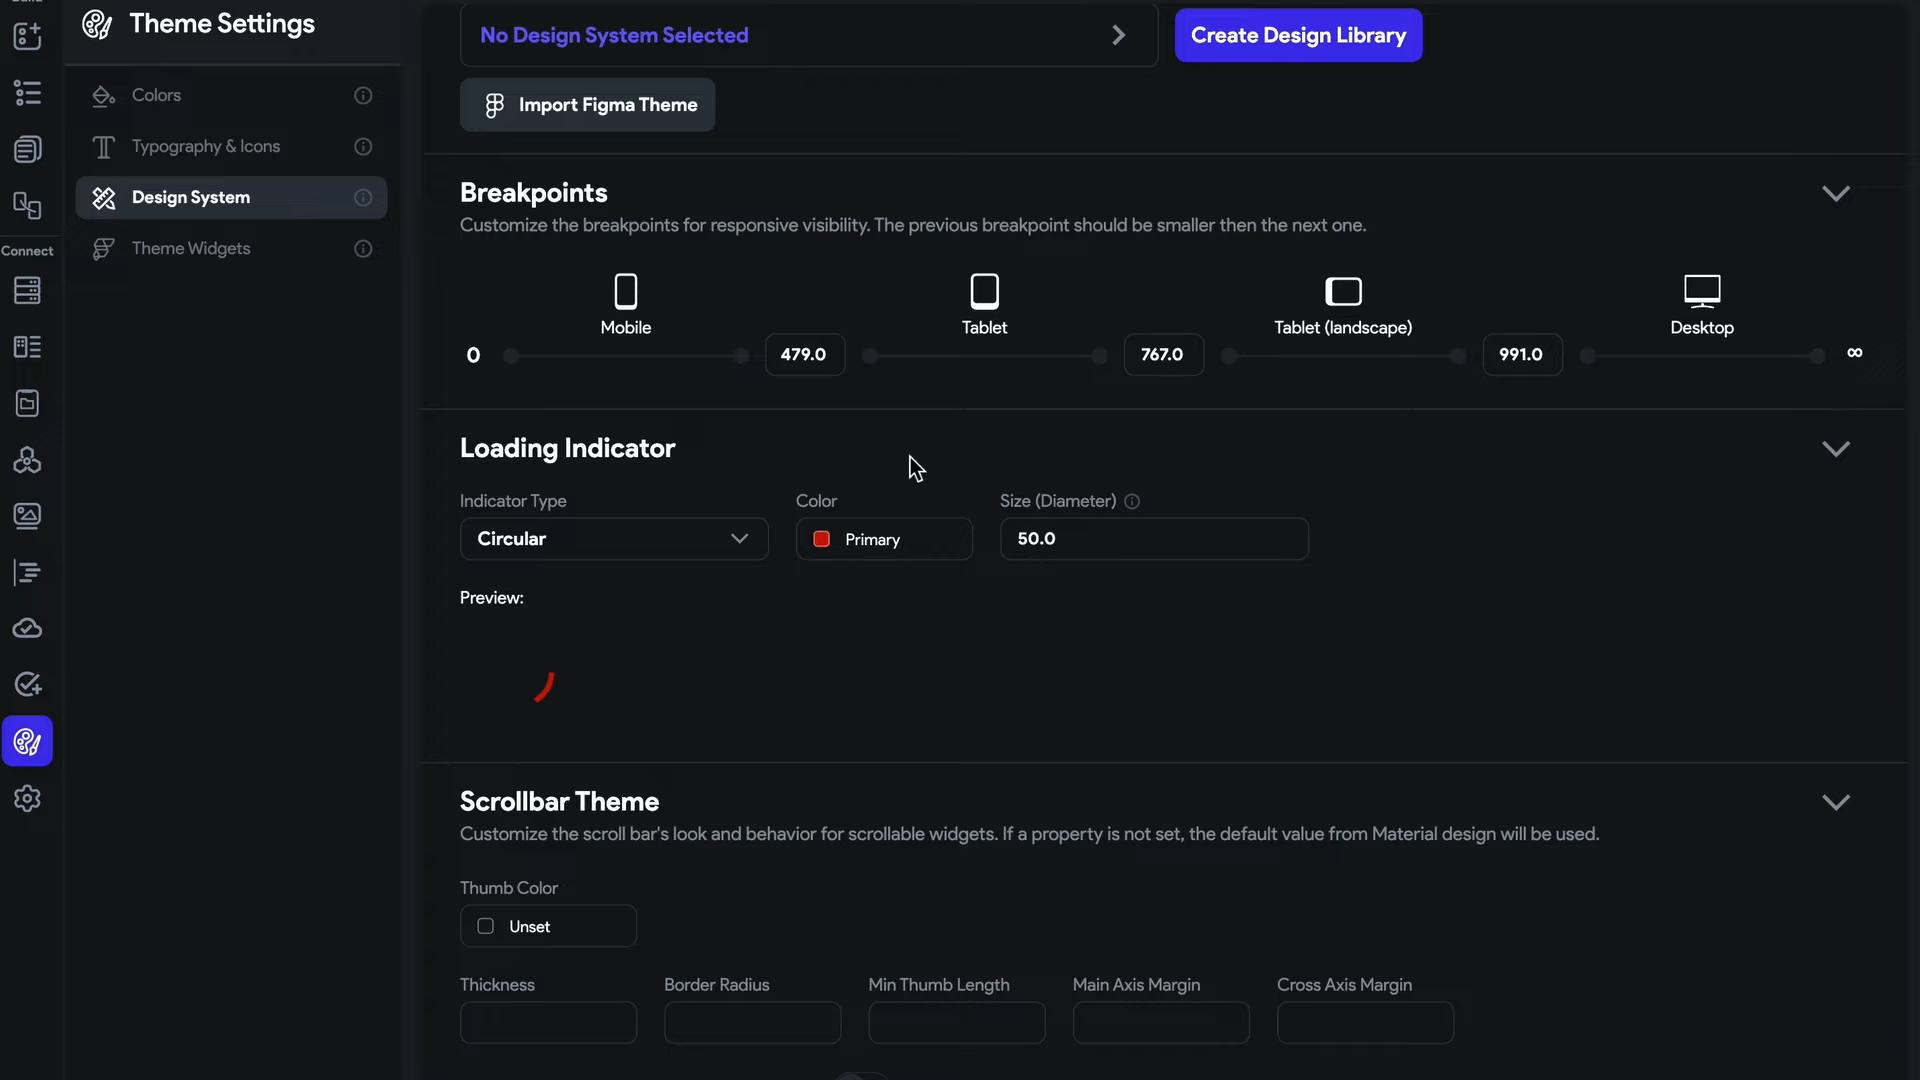 Theme Settings
Colors
Typography & Icons
Design System
Theme Widgets
Connect
No Design System Selected
Create Design Library
Import Figma Theme
Breakpoints
Customize the breakpoints for responsive visibility. The previous breakpoint should be smaller then the next one.
Mobile
Tablet
Tablet (landscape)
Desktop
0
479.0
767.0
991.0
∞
Loading Indicator
Indicator Type
Color
Size (Diameter)
Circular
Primary
50.0
Preview:
Scrollbar Theme
Customize the scroll bar's look and behavior for scrollable widgets. If a property is not set, the default value from Material design will be used.
Thumb Color
Unset
Thickness
Border Radius
Min Thumb Length
Main Axis Margin
Cross Axis Margin